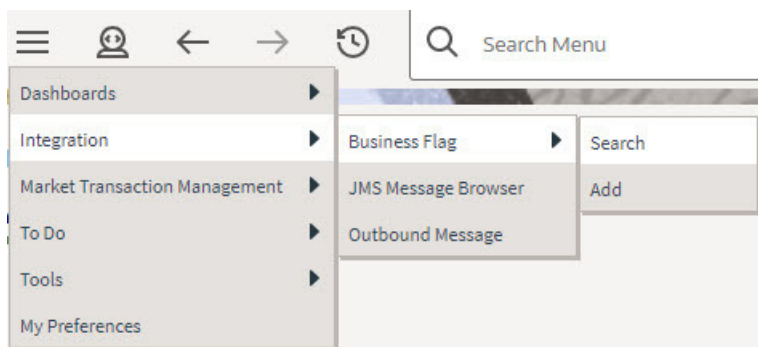 Search Menu
Dashboards
Integration
Business Flag
Search
Market Transaction Management
JMS Message Browser
Add
To Do
Outbound Message
Tools
My Preferences